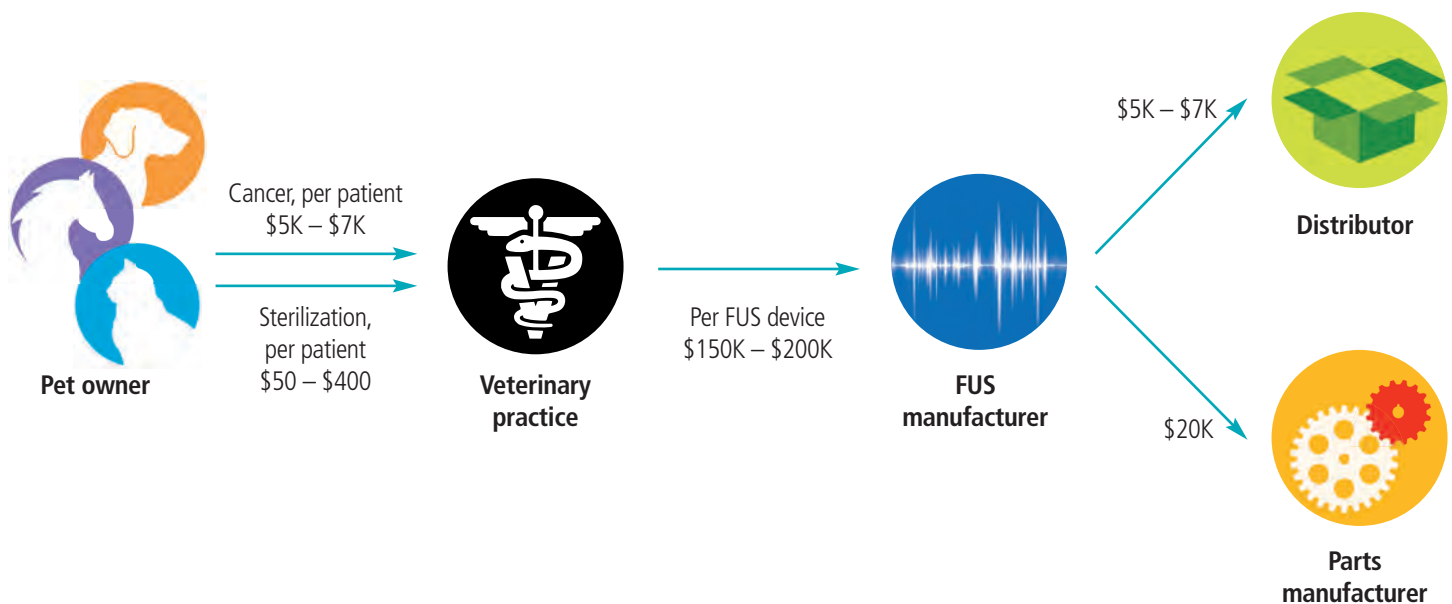 Cancer, per patient
$5K – $7K
Sterilization,
per patient
$50 – $400
Pet owner
Veterinary
practice
Per FUS device
$150K – $200K
FUS
manufacturer
$5K – $7K
Distributor
$20K
Parts
manufacturer